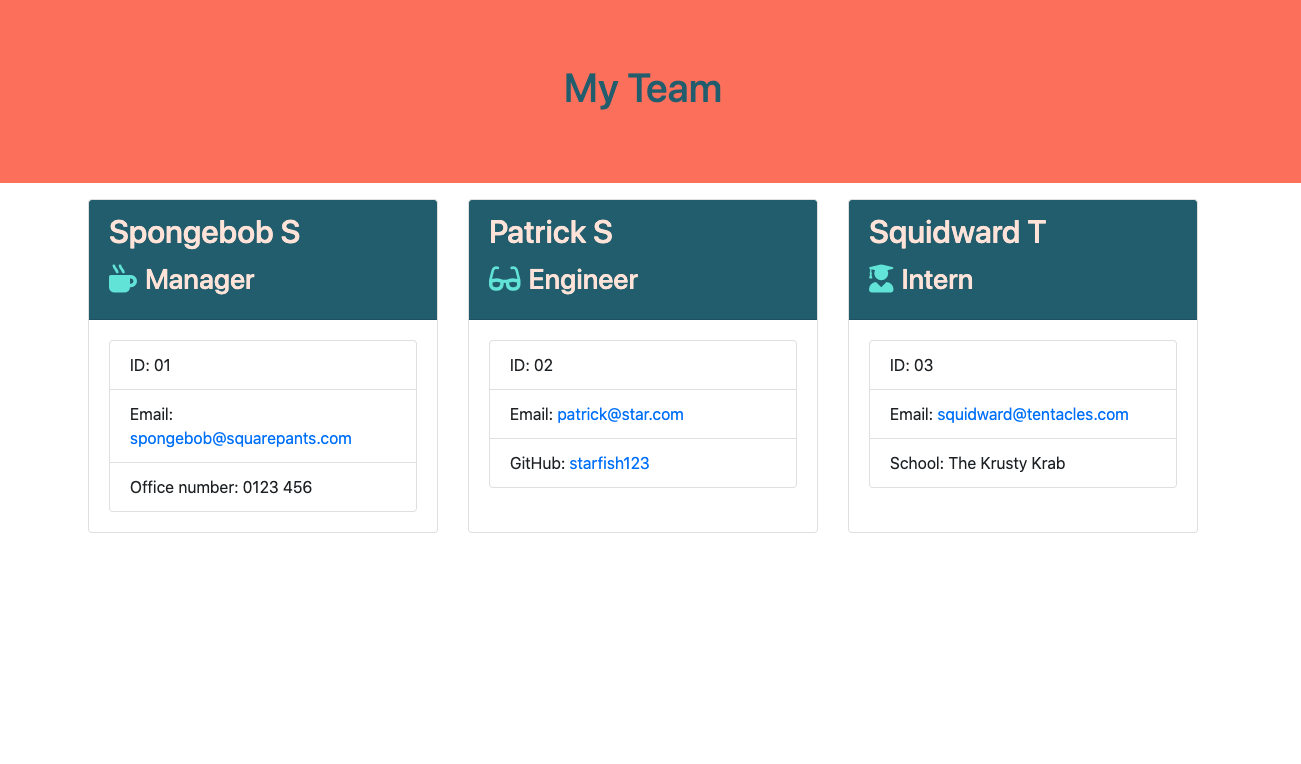 My Team
Spongebob S
Manager
ID: 01
Email:
spongebob@squarepants.com
Office number: 0123 456
Patrick S
Engineer
ID: 02
Email: patrick@star.com
GitHub: starfish123
Squidward T
Intern
ID: 03
Email: squidward@tentacles.com
School: The Krusty Krab